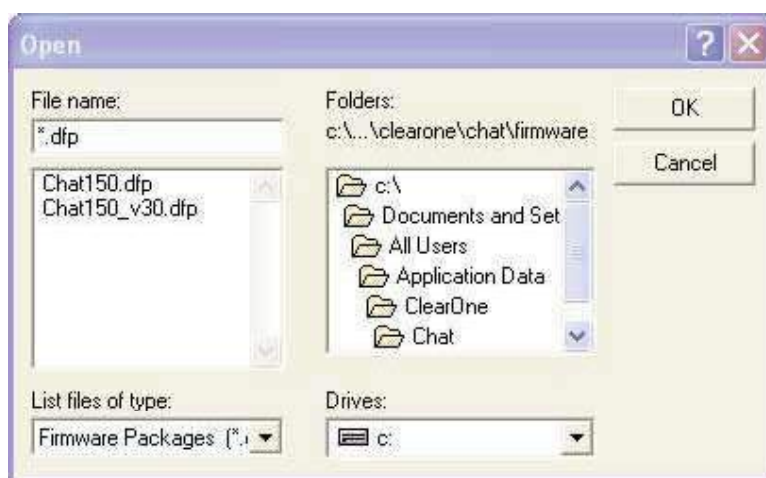 Open
File name:
*.dfp
Chat150.dfp
Chat150_v30.dfp
List files of type:
Firmware Packages (*.
Folders:
c:\...\clearone\chat\firmware
c:\
Documents and Set
All Users
Application Data
ClearOne
Chat
Drives:
c:
OK
Cancel